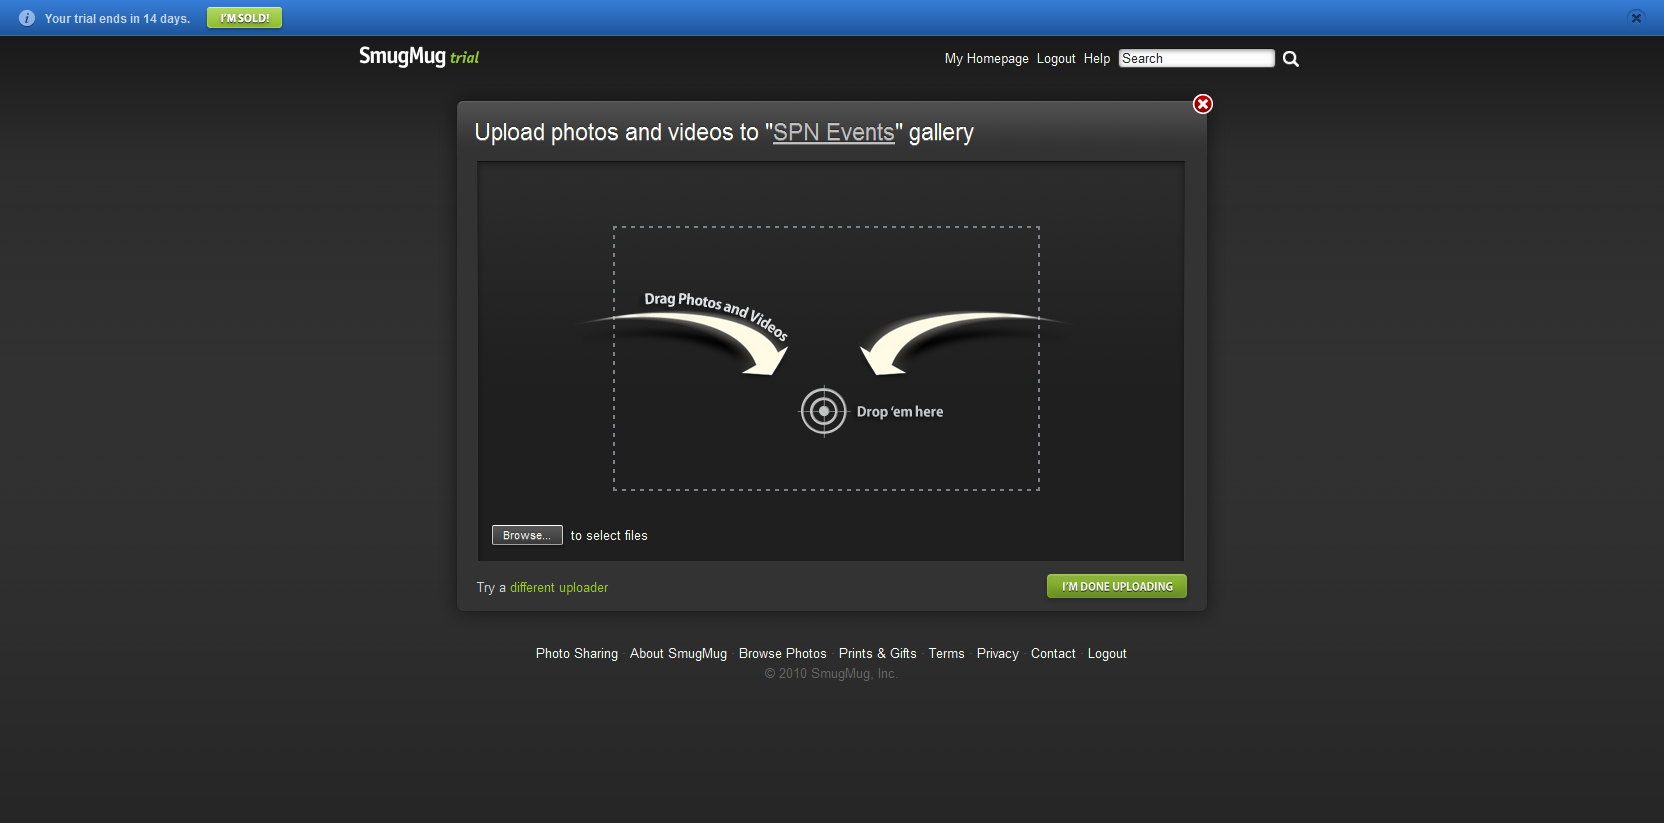 Your trial ends in 14 days. I'M SOLD!
SmugMug trial
My Homepage Logout Help Search
Upload photos and videos to "SPN Events" gallery
Drag Photos and Videos
Drop 'em here
Browse... to select files
Try a different uploader
I'M DONE UPLOADING
Photo Sharing · About SmugMug · Browse Photos · Prints & Gifts · Terms · Privacy · Contact · Logout
© 2010 SmugMug, Inc.